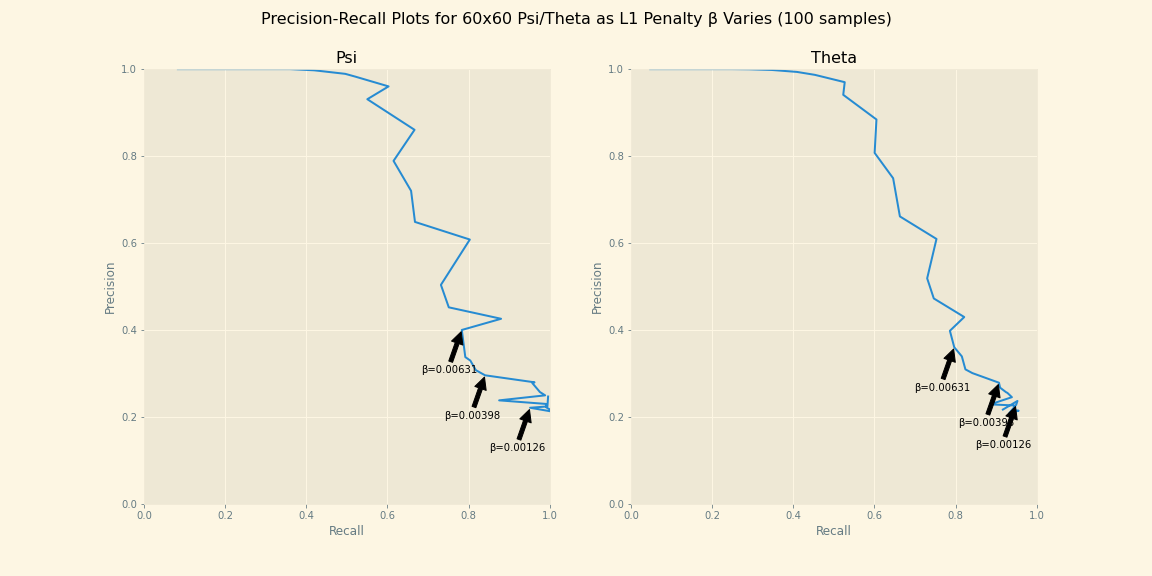 Precision-Recall Plots for 60x60 Psi/Theta as L1 Penalty β Varies (100 samples)
Psi
1.0
0.8
0.6
0.4
0.2
0.0
Precision
β=0.00631
β=0.00398
β=0.00126
0.0 0.2 0.4 0.6 0.8 1.0
Recall
Theta
1.0
0.8
0.6
0.4
0.2
0.0
Precision
β=0.00631
β=0.00398
β=0.00126
0.0 0.2 0.4 0.6 0.8 1.0
Recall